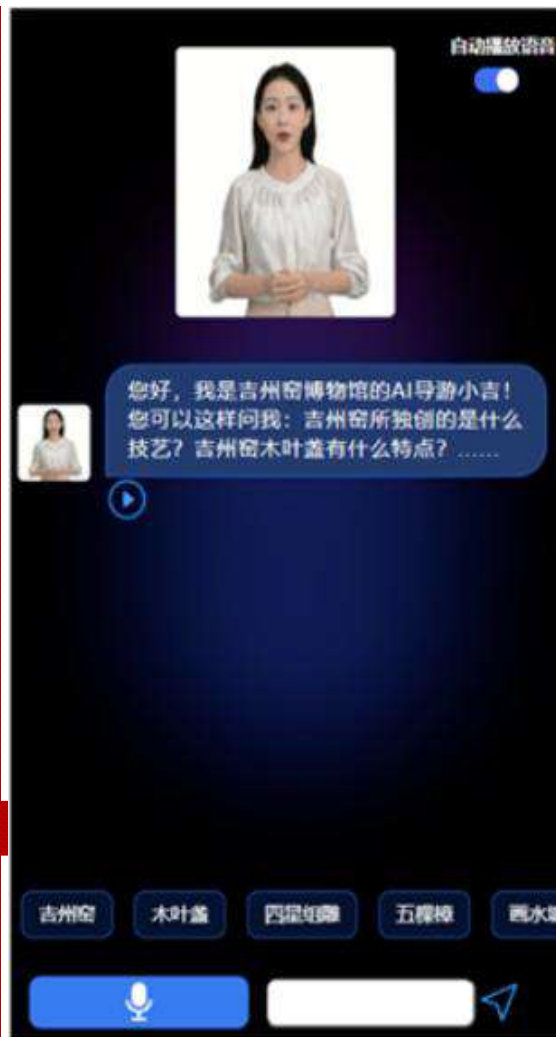 自动播放语音
您好，我是吉州窑博物馆的AI导游小吉！
您可以这样问我：吉州窑所独创的是什么
技艺？吉州窑木叶盏有什么特点？……
吉州窑
木叶盏
五棵樟